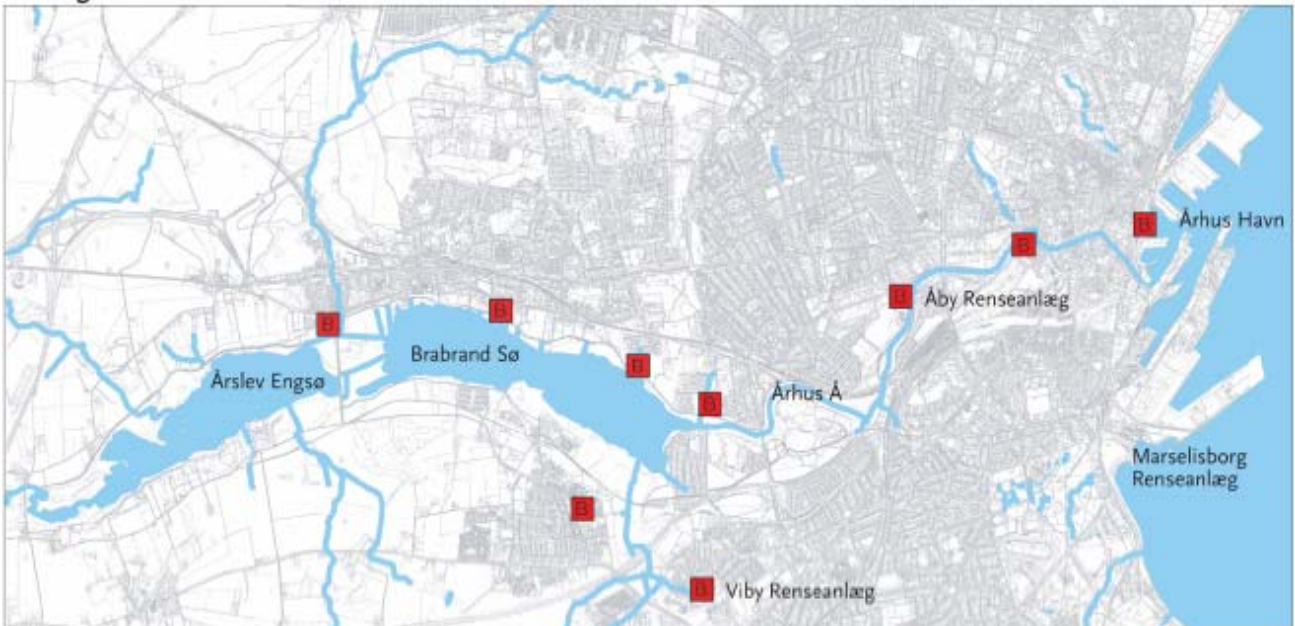 B
Århus Havn
B
B
Åby Renseanlæg
B
B
Brabrand Sø
Årslev Engsø
B
Århus Å
B
Marselisborg
Renseanlæg
B
B
Viby Renseanlæg